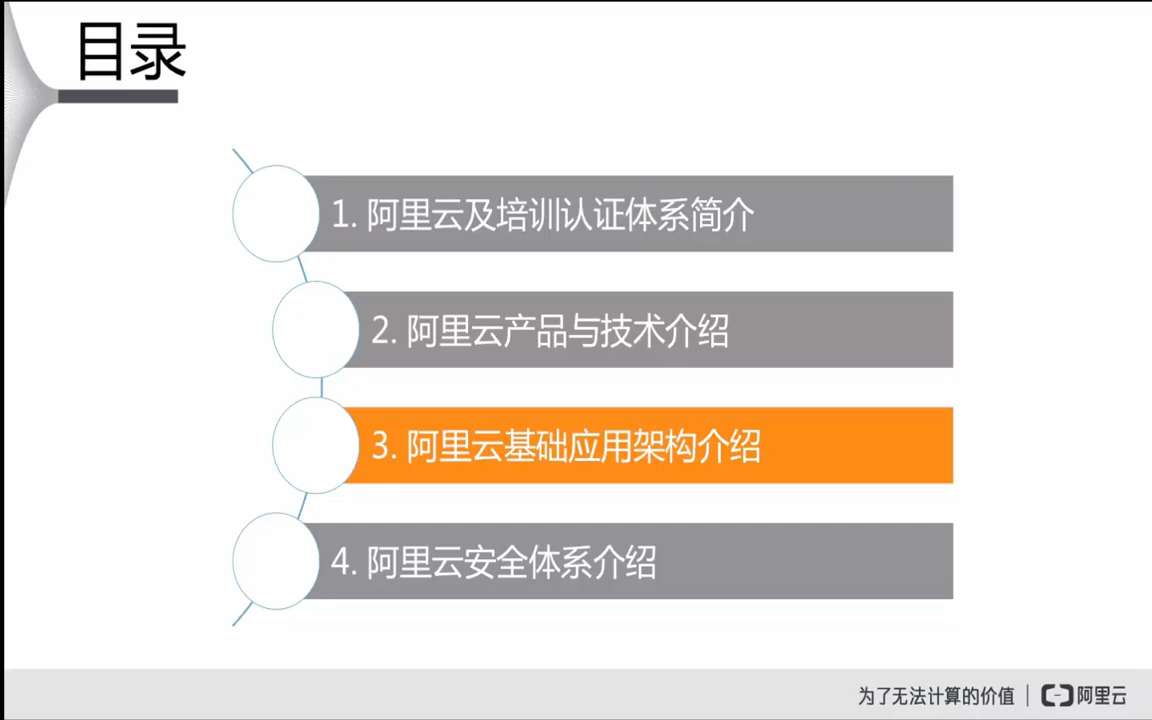 目录
1. 阿里云及培训认证体系简介
2. 阿里云产品与技术介绍
3. 阿里云基础应用架构介绍
4. 阿里云安全体系介绍
为了无法计算的价值 | 阿里云